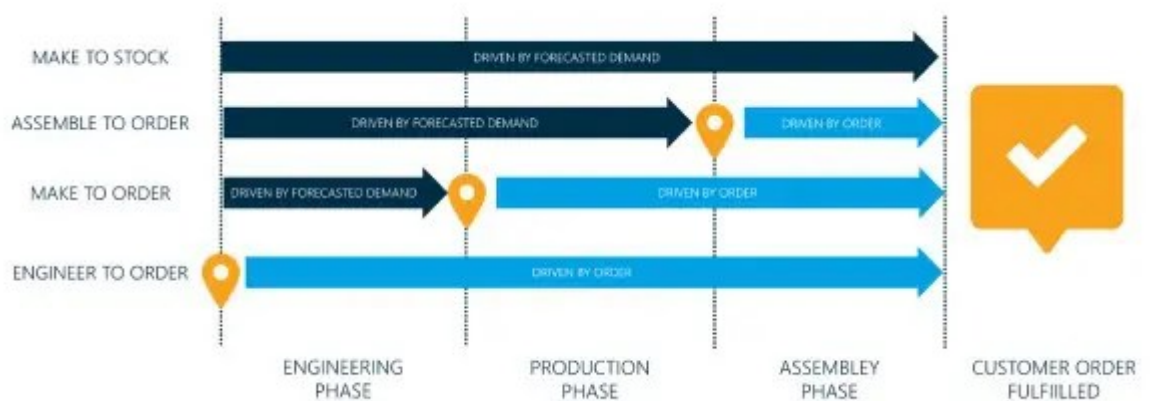 MAKE TO STOCK
DRIVEN BY FORECASTED DEMAND
ASSEMBLE TO ORDER
DRIVEN BY FORECASTED DEMAND
DRIVEN BY ORDER
MAKE TO ORDER
DRIVEN BY FORECASTED DEMAND
DRIVEN BY ORDER
ENGINEER TO ORDER
DRIVEN BY ORDER
ENGINEERING
PHASE
PRODUCTION
PHASE
ASSEMBLEY
PHASE
CUSTOMER ORDER
FULFIILLED